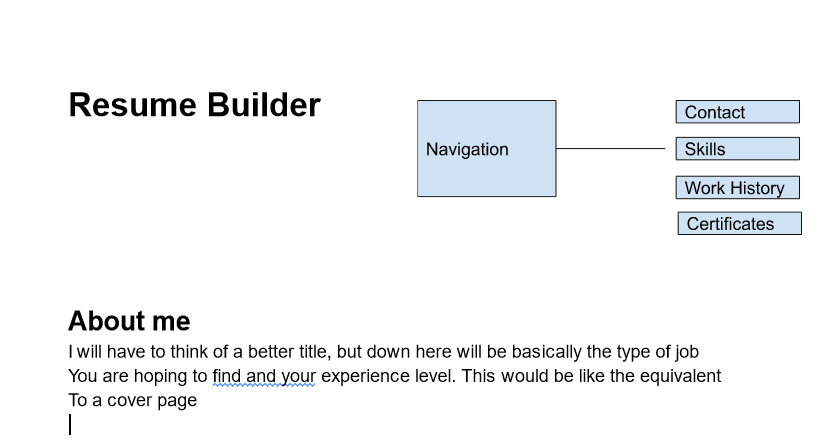 Resume Builder
Navigation
Contact
Skills
Work History
Certificates
About me
I will have to think of a better title, but down here will be basically the type of job
You are hoping to find and your experience level. This would be like the equivalent
To a cover page